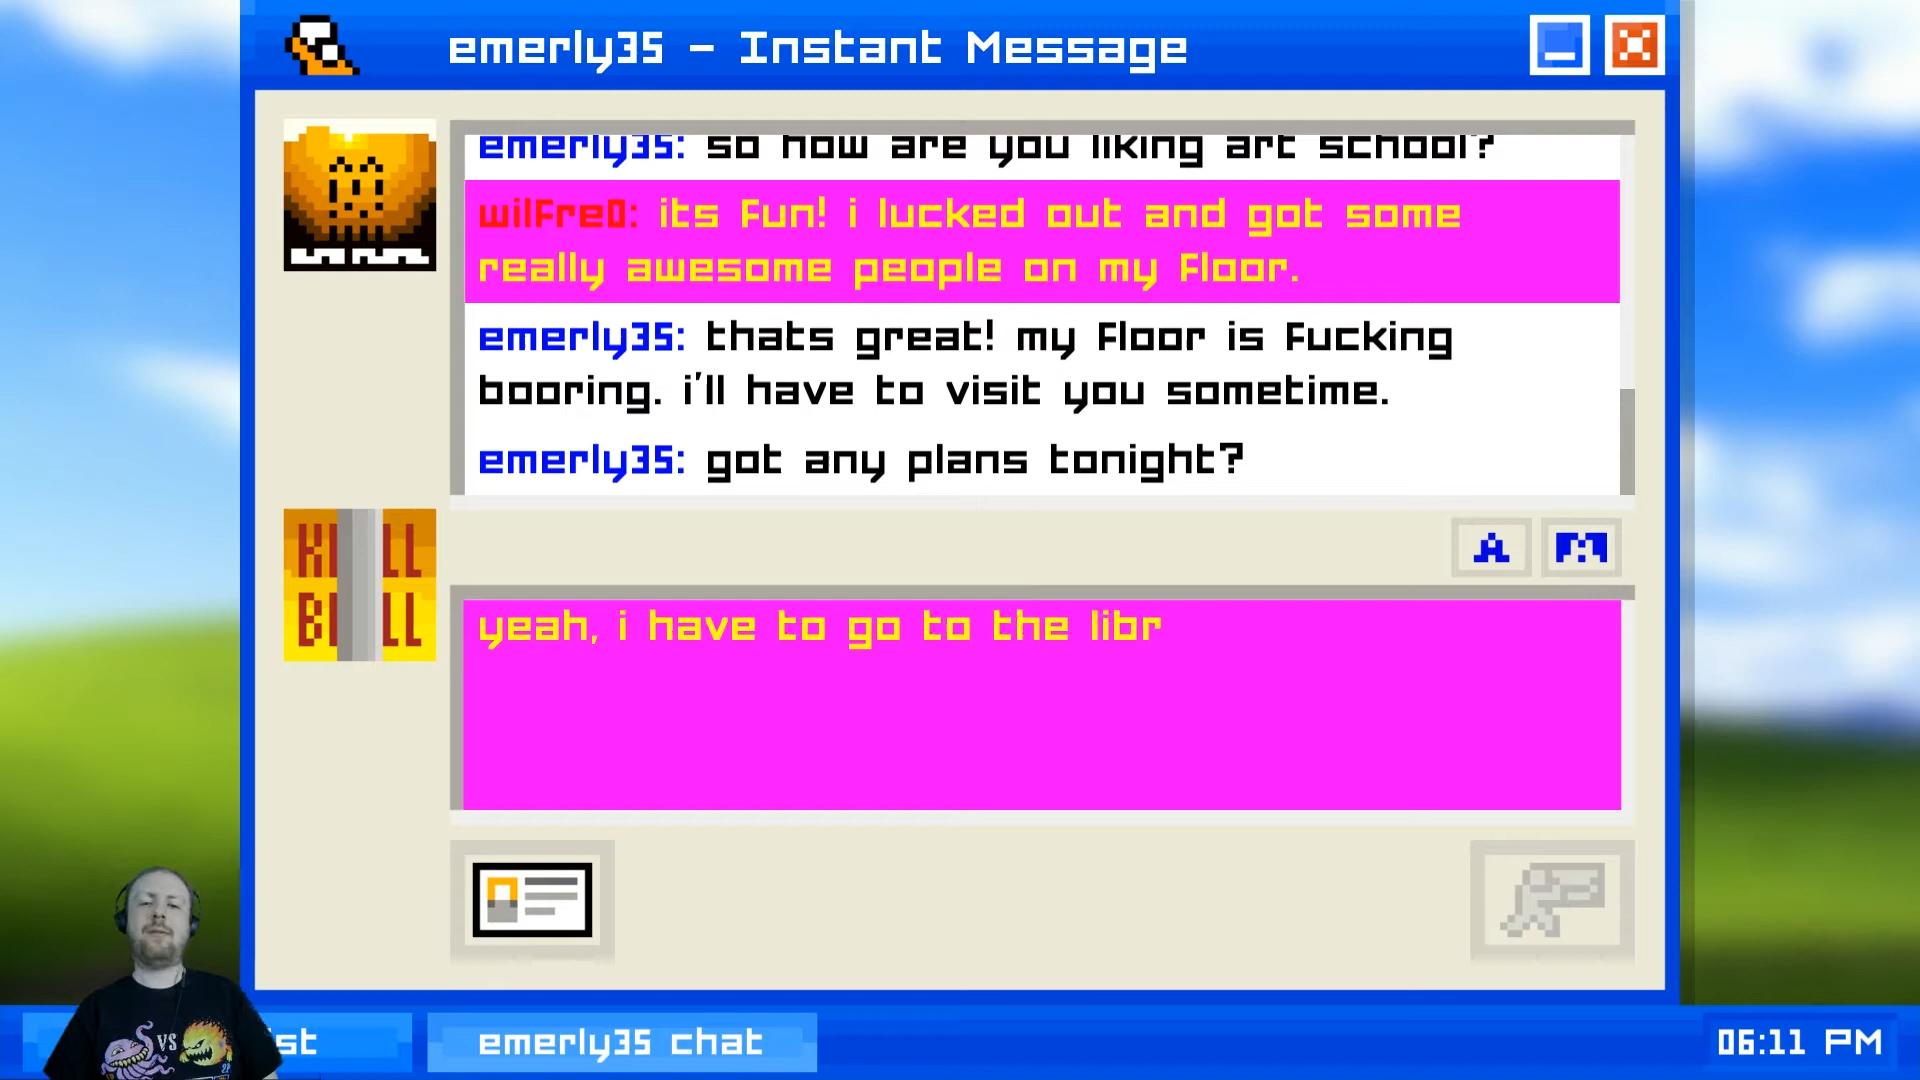 emerly35 - Instant Message
emerly35: so how are you liking art school?
wilFre0: its Fun! i lucked out and got some
really awesome people on my Floor.
emerly35: thats great! my Floor is Fucking
booring. i'll have to visit you sometime.
emerly35: got any plans tonight?
KILL
BILL
A
yeah, i have to go to the libr
VS
st
emerly35 chat
06:11 PM